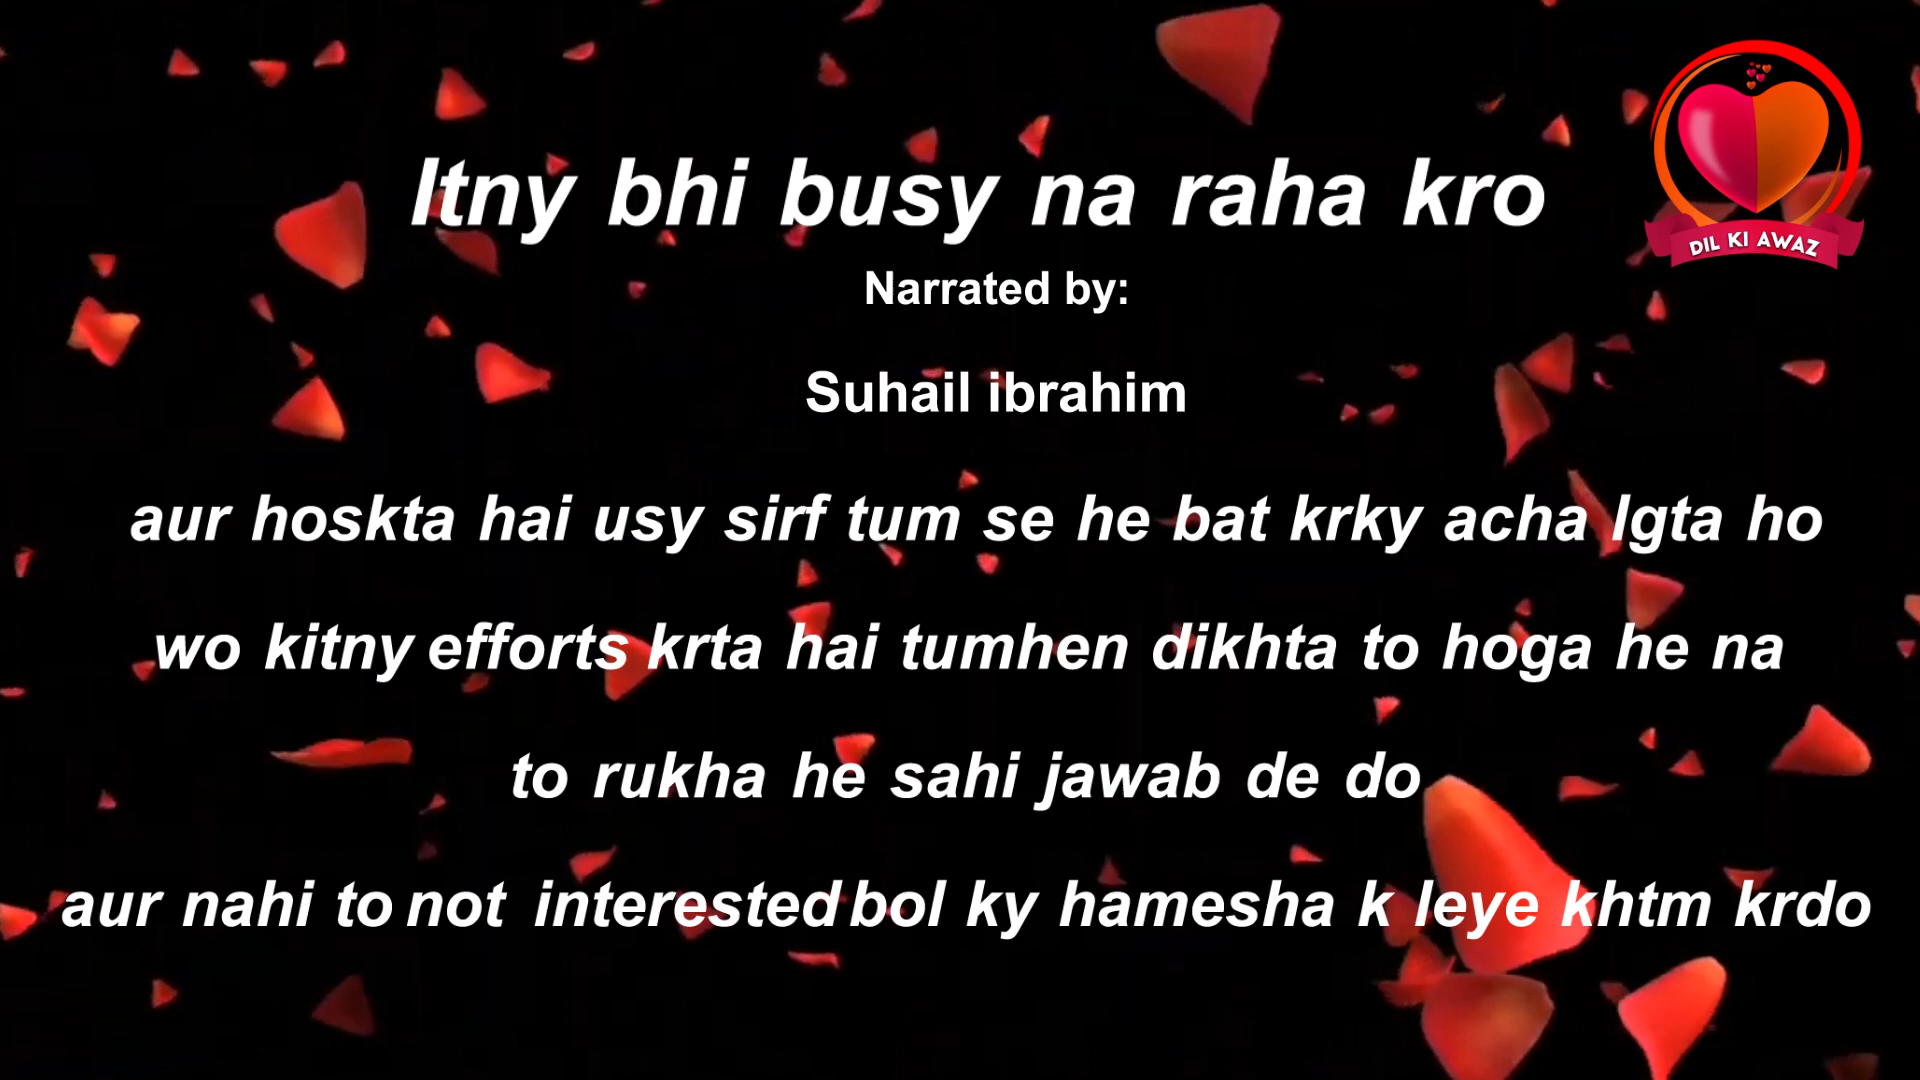 Itny bhi busy na raha kro
DIL KI AWAZ
Narrated by:
Suhail ibrahim
aur hoskta hai usy sirf tum se he bat krky acha lgta ho
wo kitny efforts krta hai tumhen dikhta to hoga he na
to rukha he sahi jawab de do
aur nahi to not interested bol ky hamesha k leye khtm krdo